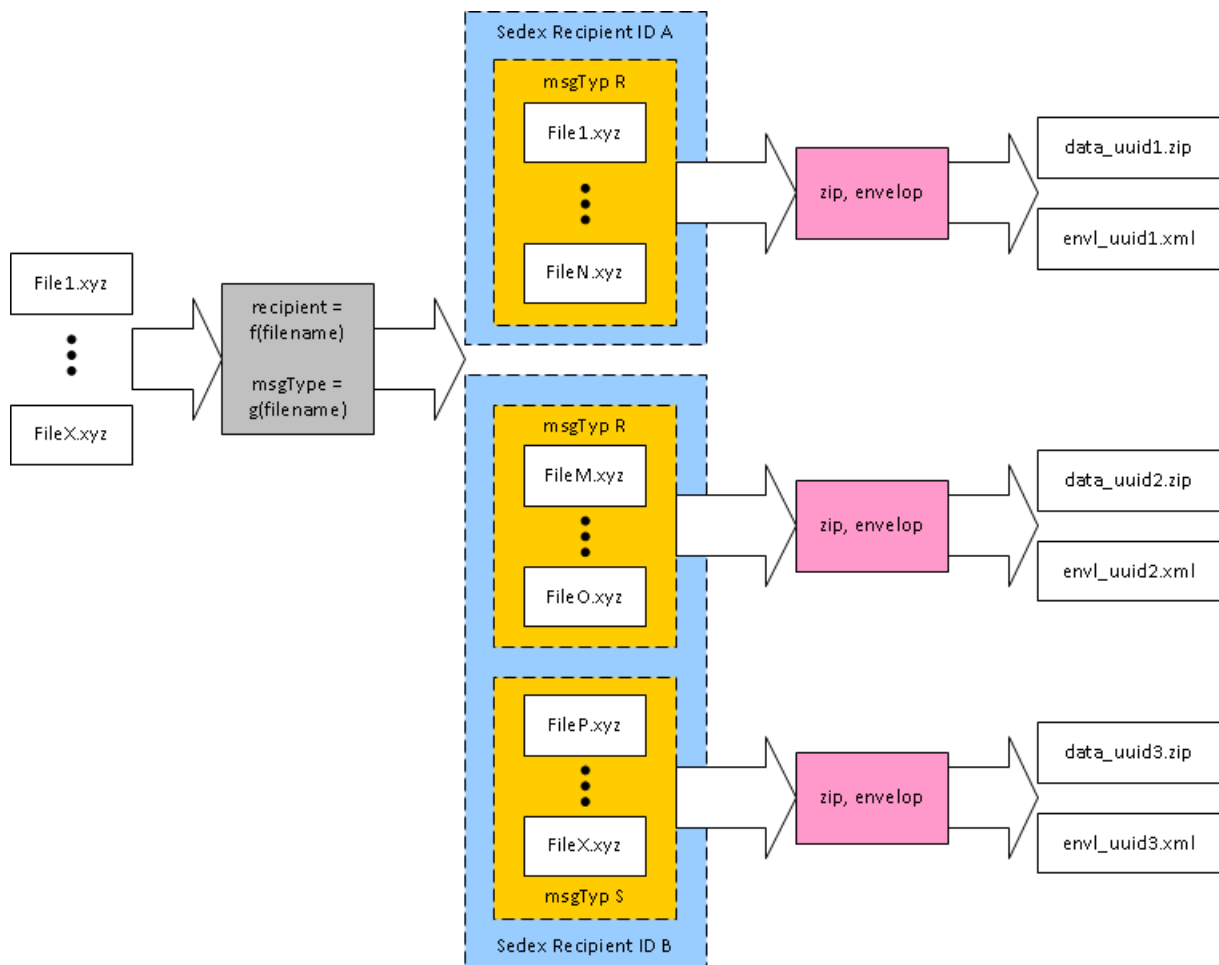 File1.xyz
FileX.xyz
recipient =
f(filename)
msgType =
g(filename)
Sedex Recipient ID A
msgTyp R
File1.xyz
FileN.xyz
zip, envelop
data_uuid1.zip
envl_uuid1.xml
msgTyp R
FileM.xyz
FileO.xyz
zip, envelop
data_uuid2.zip
envl_uuid2.xml
FileP.xyz
FileX.xyz
msgTyp S
Sedex Recipient ID B
zip, envelop
data_uuid3.zip
envl_uuid3.xml